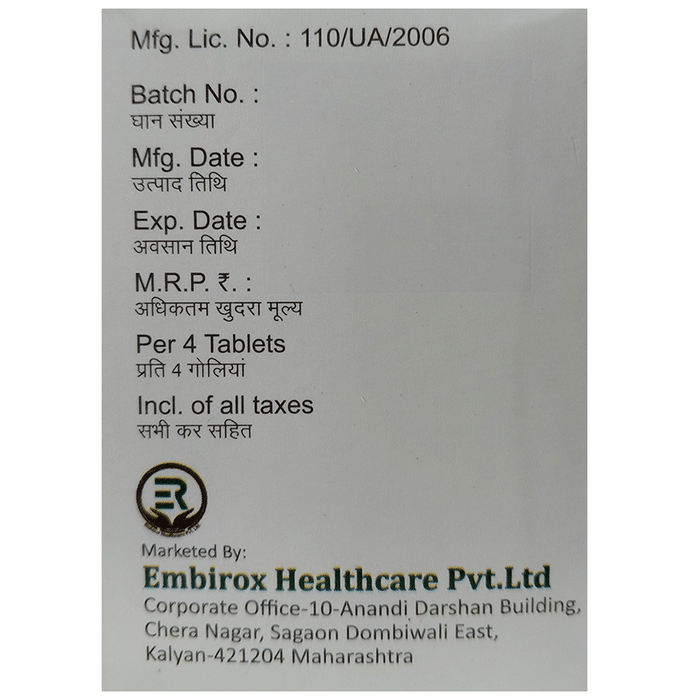 Mfg. Lic. No. : 110/UA/2006
Batch No. :
घान संख्या
Mfg. Date :
उत्पाद तिथि
Exp. Date :
अवसान तिथि
M.R.P. ₹. :
अधिकतम खुदरा मूल्य
Per 4 Tablets
प्रति 4 गोलियां
Incl. of all taxes
सभी कर सहित
ER
Marketed By:
Embirox Healthcare Pvt.Ltd
Corporate Office-10-Anandi Darshan Building,
Chera Nagar, Sagaon Dombiwali East,
Kalyan-421204 Maharashtra